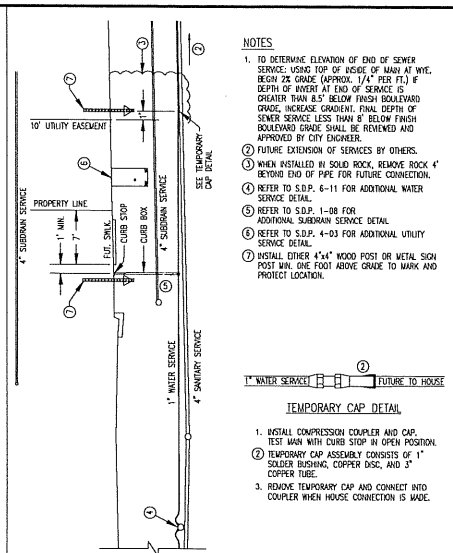 NOTES
1. TO DETERMINE ELEVATION OF END OF SEWER
SERVICE: USING TOP OF INSIDE OF MAIN AT WYE,
BEGIN 2% GRADE (APPROX. 1/4" PER FT.) IF
DEPTH OF INVERT AT END OF SERVICE IS
GREATER THAN 8.5' BELOW FINISH BOULEVARD
GRADE, INCREASE GRADIENT. FINAL DEPTH OF
SEWER SERVICE LESS THAN 8' BELOW FINISH
BOULEVARD GRADE SHALL BE REVIEWED AND
APPROVED BY CITY ENGINEER.
2 FUTURE EXTENSION OF SERVICES BY OTHERS.
3 WHEN INSTALLED IN SOLID ROCK, REMOVE ROCK 4'
BEYOND END OF PIPE FOR FUTURE CONNECTION.
4 REFER TO S.D.P. 6-11 FOR ADDITIONAL WATER
SERVICE DETAIL.
5 REFER TO S.D.P. 1-08 FOR
ADDITIONAL SUBDRAIN SERVICE DETAIL
6 REFER TO S.D.P. 4-03 FOR ADDITIONAL UTILITY
SERVICE DETAIL.
7 INSTALL EITHER 4"x4" WOOD POST OR METAL SIGN
POST MIN. ONE FOOT ABOVE GRADE TO MARK AND
PROTECT LOCATION.
2
1" WATER SERVICE
FUTURE TO HOUSE
TEMPORARY CAP DETAIL
1. INSTALL COMPRESSION COUPLER AND CAP.
TEST MAIN WITH CURB STOP IN OPEN POSITION.
2 TEMPORARY CAP ASSEMBLY CONSISTS OF 1"
SOLDER BUSHING, COPPER DISC, AND 3"
COPPER TUBE.
3. REMOVE TEMPORARY CAP AND CONNECT INTO
COUPLER WHEN HOUSE CONNECTION IS MADE.
3
2
7
1'
10' UTILITY EASEMENT
SEE TEMPORARY
CAP DETAIL
6
PROPERTY LINE
4" SUBDRAIN SERVICE
1' MIN.
7'
FUT. SWLK.
CURB STOP
CURB BOX
4" SUBDRAIN SERVICE
5
7
1" WATER SERVICE
4" SANITARY SERVICE
4